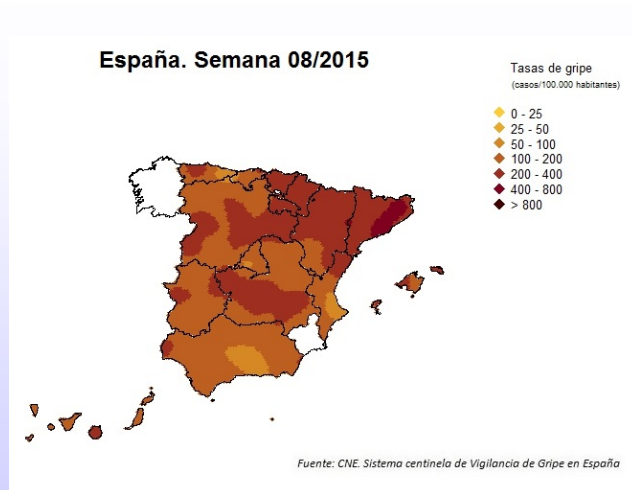 España. Semana 08/2015
Tasas de gripe
(casos/100.000 habitantes)
0 - 25
25 - 50
50 - 100
100 - 200
200 - 400
400 - 800
> 800
Fuente: CNE. Sistema centinela de Vigilancia de Gripe en España